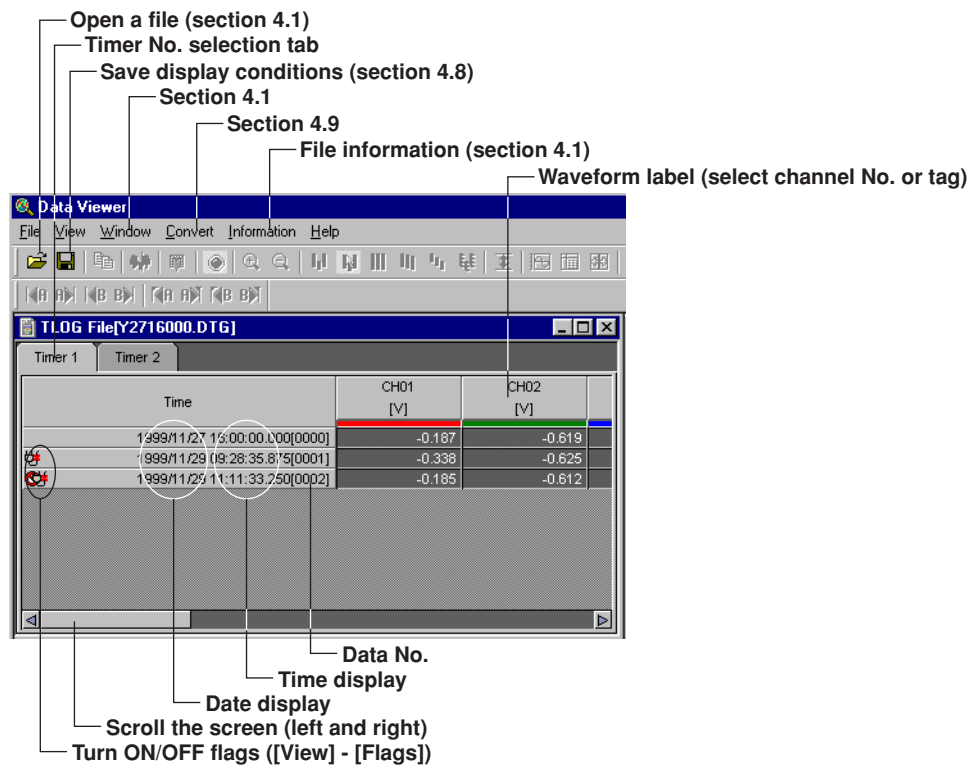 Open a file (section 4.1)
Timer No. selection tab
Save display conditions (section 4.8)
Section 4.1
Section 4.9
File information (section 4.1)
Waveform label (select channel No. or tag)
Data Viewer
File View Window Convert Information Help
A A B B A A B B
TLOG File[Y2716000.DTG]
Timer 1 Timer 2
Time CH01 CH02
[V] [V]
1999/11/27 16:00:00.000[0000] -0.187 -0.619
1999/11/29 09:28:35.875[0001] -0.338 -0.625
1999/11/29 11:11:33.250[0002] -0.185 -0.612
Data No.
Time display
Date display
Scroll the screen (left and right)
Turn ON/OFF flags ([View] - [Flags])